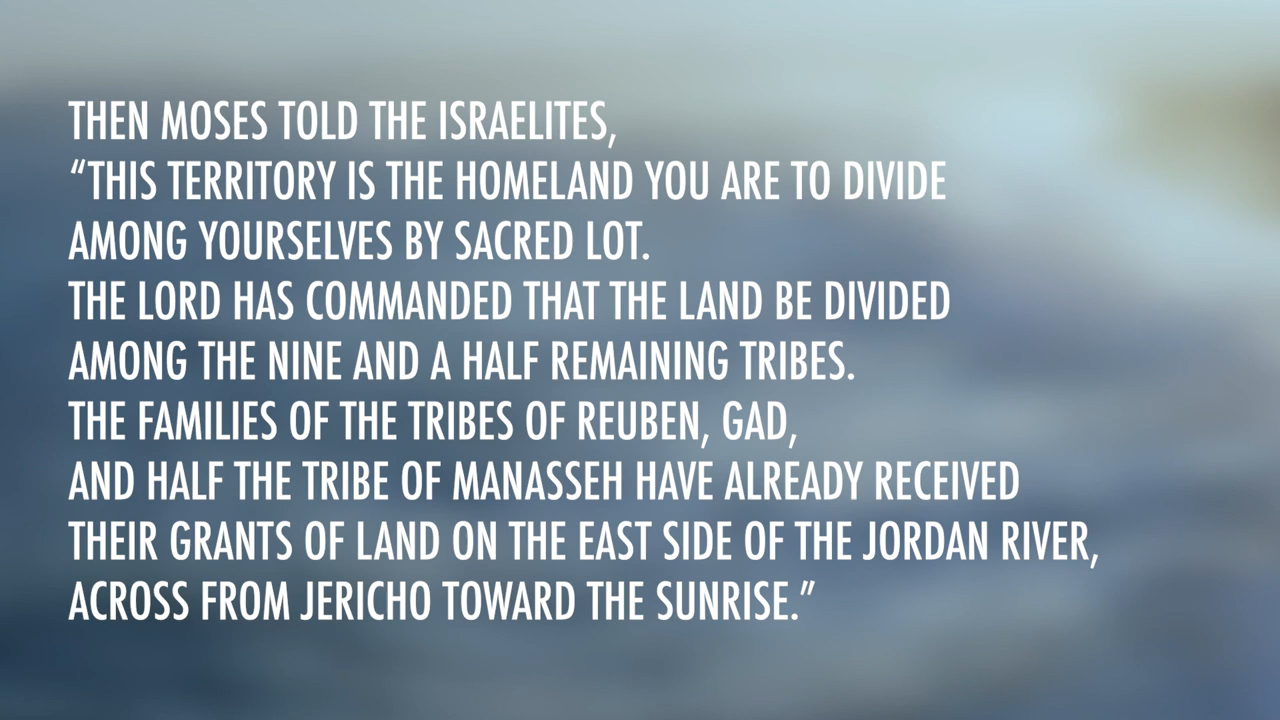 THEN MOSES TOLD THE ISRAELITES,
“THIS TERRITORY IS THE HOMELAND YOU ARE TO DIVIDE
AMONG YOURSELVES BY SACRED LOT.
THE LORD HAS COMMANDED THAT THE LAND BE DIVIDED
AMONG THE NINE AND A HALF REMAINING TRIBES.
THE FAMILIES OF THE TRIBES OF REUBEN, GAD,
AND HALF THE TRIBE OF MANASSEH HAVE ALREADY RECEIVED
THEIR GRANTS OF LAND ON THE EAST SIDE OF THE JORDAN RIVER,
ACROSS FROM JERICHO TOWARD THE SUNRISE.”